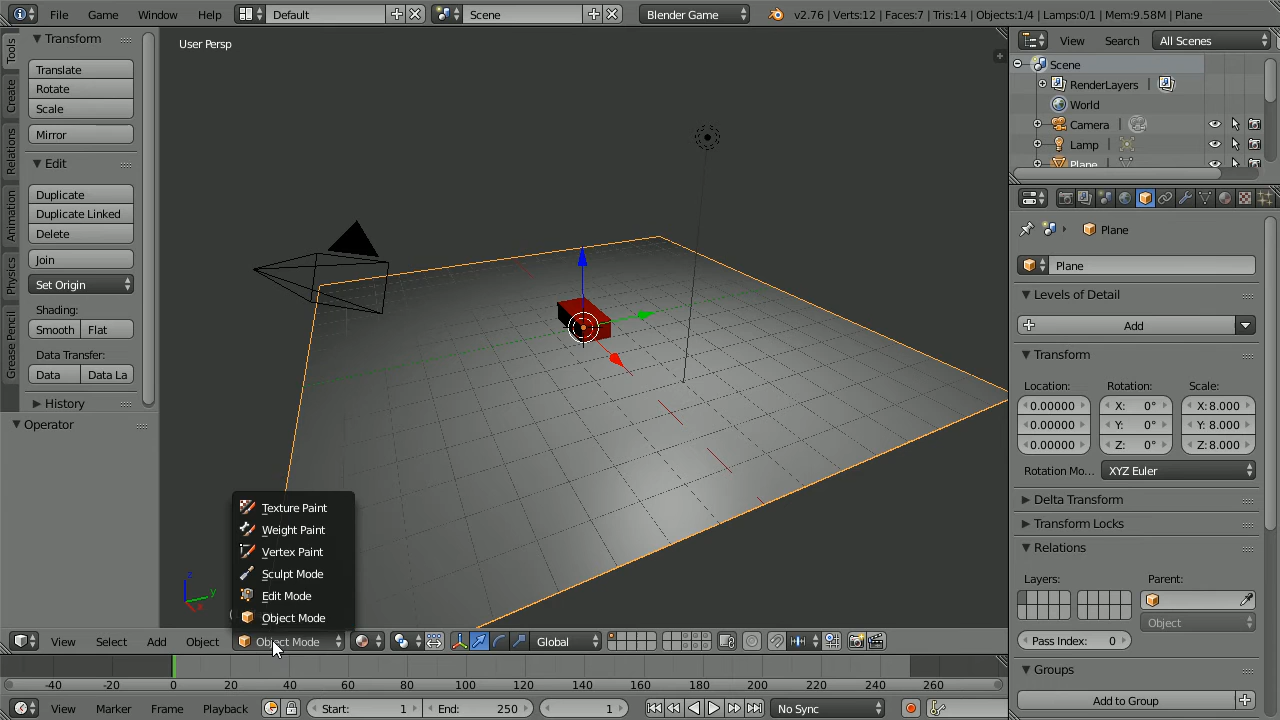 File Game Window Help Default Scene Blender Game v2.76 | Verts:12 | Faces:7 | Tris:14 | Objects:1/4 | Lamps:0/1 | Mem:9.58M | Plane
Tools
Create
Relations
Animation
Physics
Grease Pencil
Transform
Translate
Rotate
Scale
Mirror
Edit
Duplicate
Duplicate Linked
Delete
Join
Set Origin
Shading:
Smooth Flat
Data Transfer:
Data Data La
History
Operator
User Persp
z
y
x
Texture Paint
Weight Paint
Vertex Paint
Sculpt Mode
Edit Mode
Object Mode
View Select Add Object Object Mode Global
-40 -20 0 20 40 60 80 100 120 140 160 180 200 220 240 260
View Marker Frame Playback Start: 1 End: 250 1 No Sync
View Search All Scenes
Scene
RenderLayers
World
Camera
Lamp
Plane
Plane
Plane
Levels of Detail
Add
Transform
Location: Rotation: Scale:
0.00000 X: 0° X: 8.000
0.00000 Y: 0° Y: 8.000
0.00000 Z: 0° Z: 8.000
Rotation Mo... XYZ Euler
Delta Transform
Transform Locks
Relations
Layers: Parent:
Object
Pass Index: 0
Groups
Add to Group